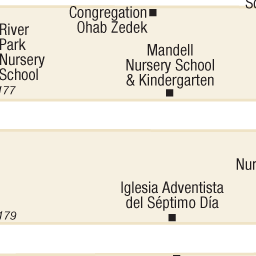 Congregation
Ohab Zedek
River
Park
Nursery
School
Mandell
Nursery School
& Kindergarten
177
Iglesia Adventista
del Séptimo Día
179